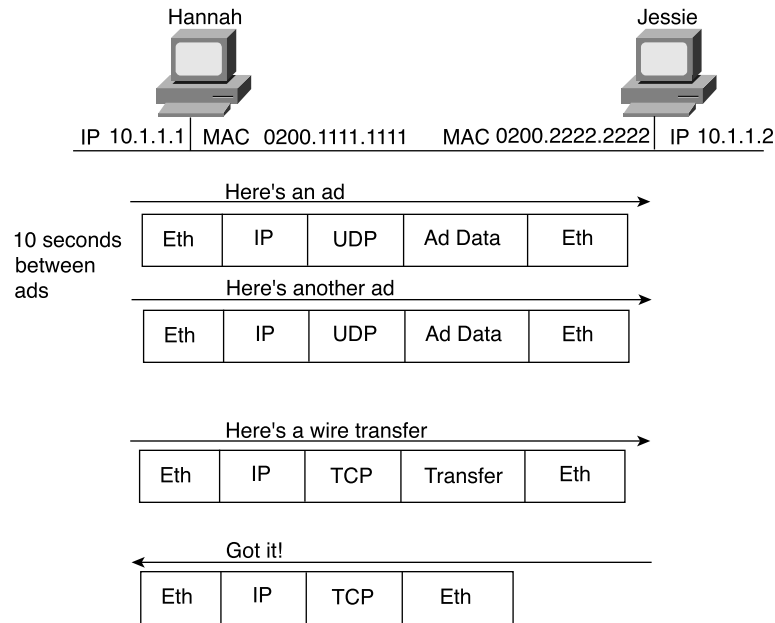 Hannah
Jessie
IP 10.1.1.1 MAC 0200.1111.1111 MAC 0200.2222.2222 IP 10.1.1.2
Here's an ad
Eth IP UDP Ad Data Eth
10 seconds
between
ads
Here's another ad
Eth IP UDP Ad Data Eth
Here's a wire transfer
Eth IP TCP Transfer Eth
Got it!
Eth IP TCP Eth